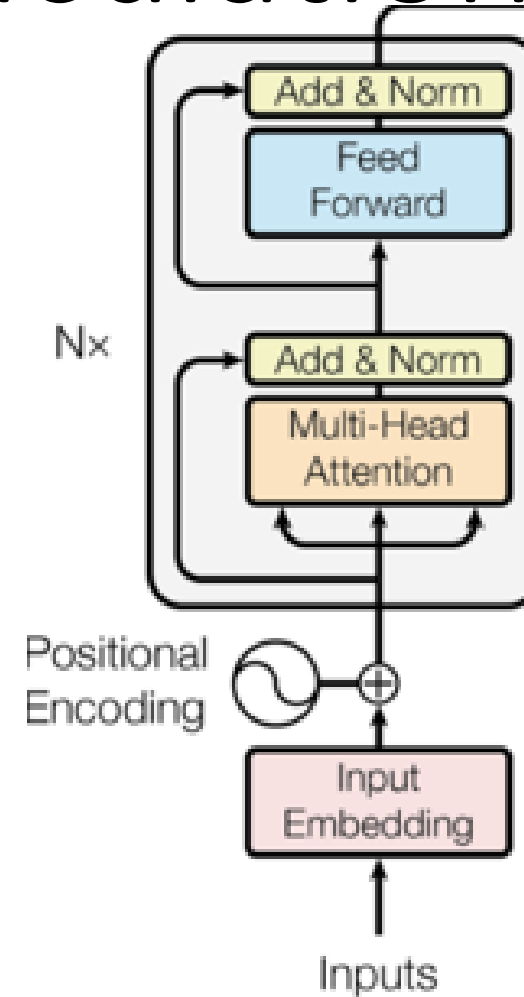 Add & Norm
Feed
Forward
Nx
Add & Norm
Multi-Head
Attention
Positional
Encoding
Input
Embedding
Inputs